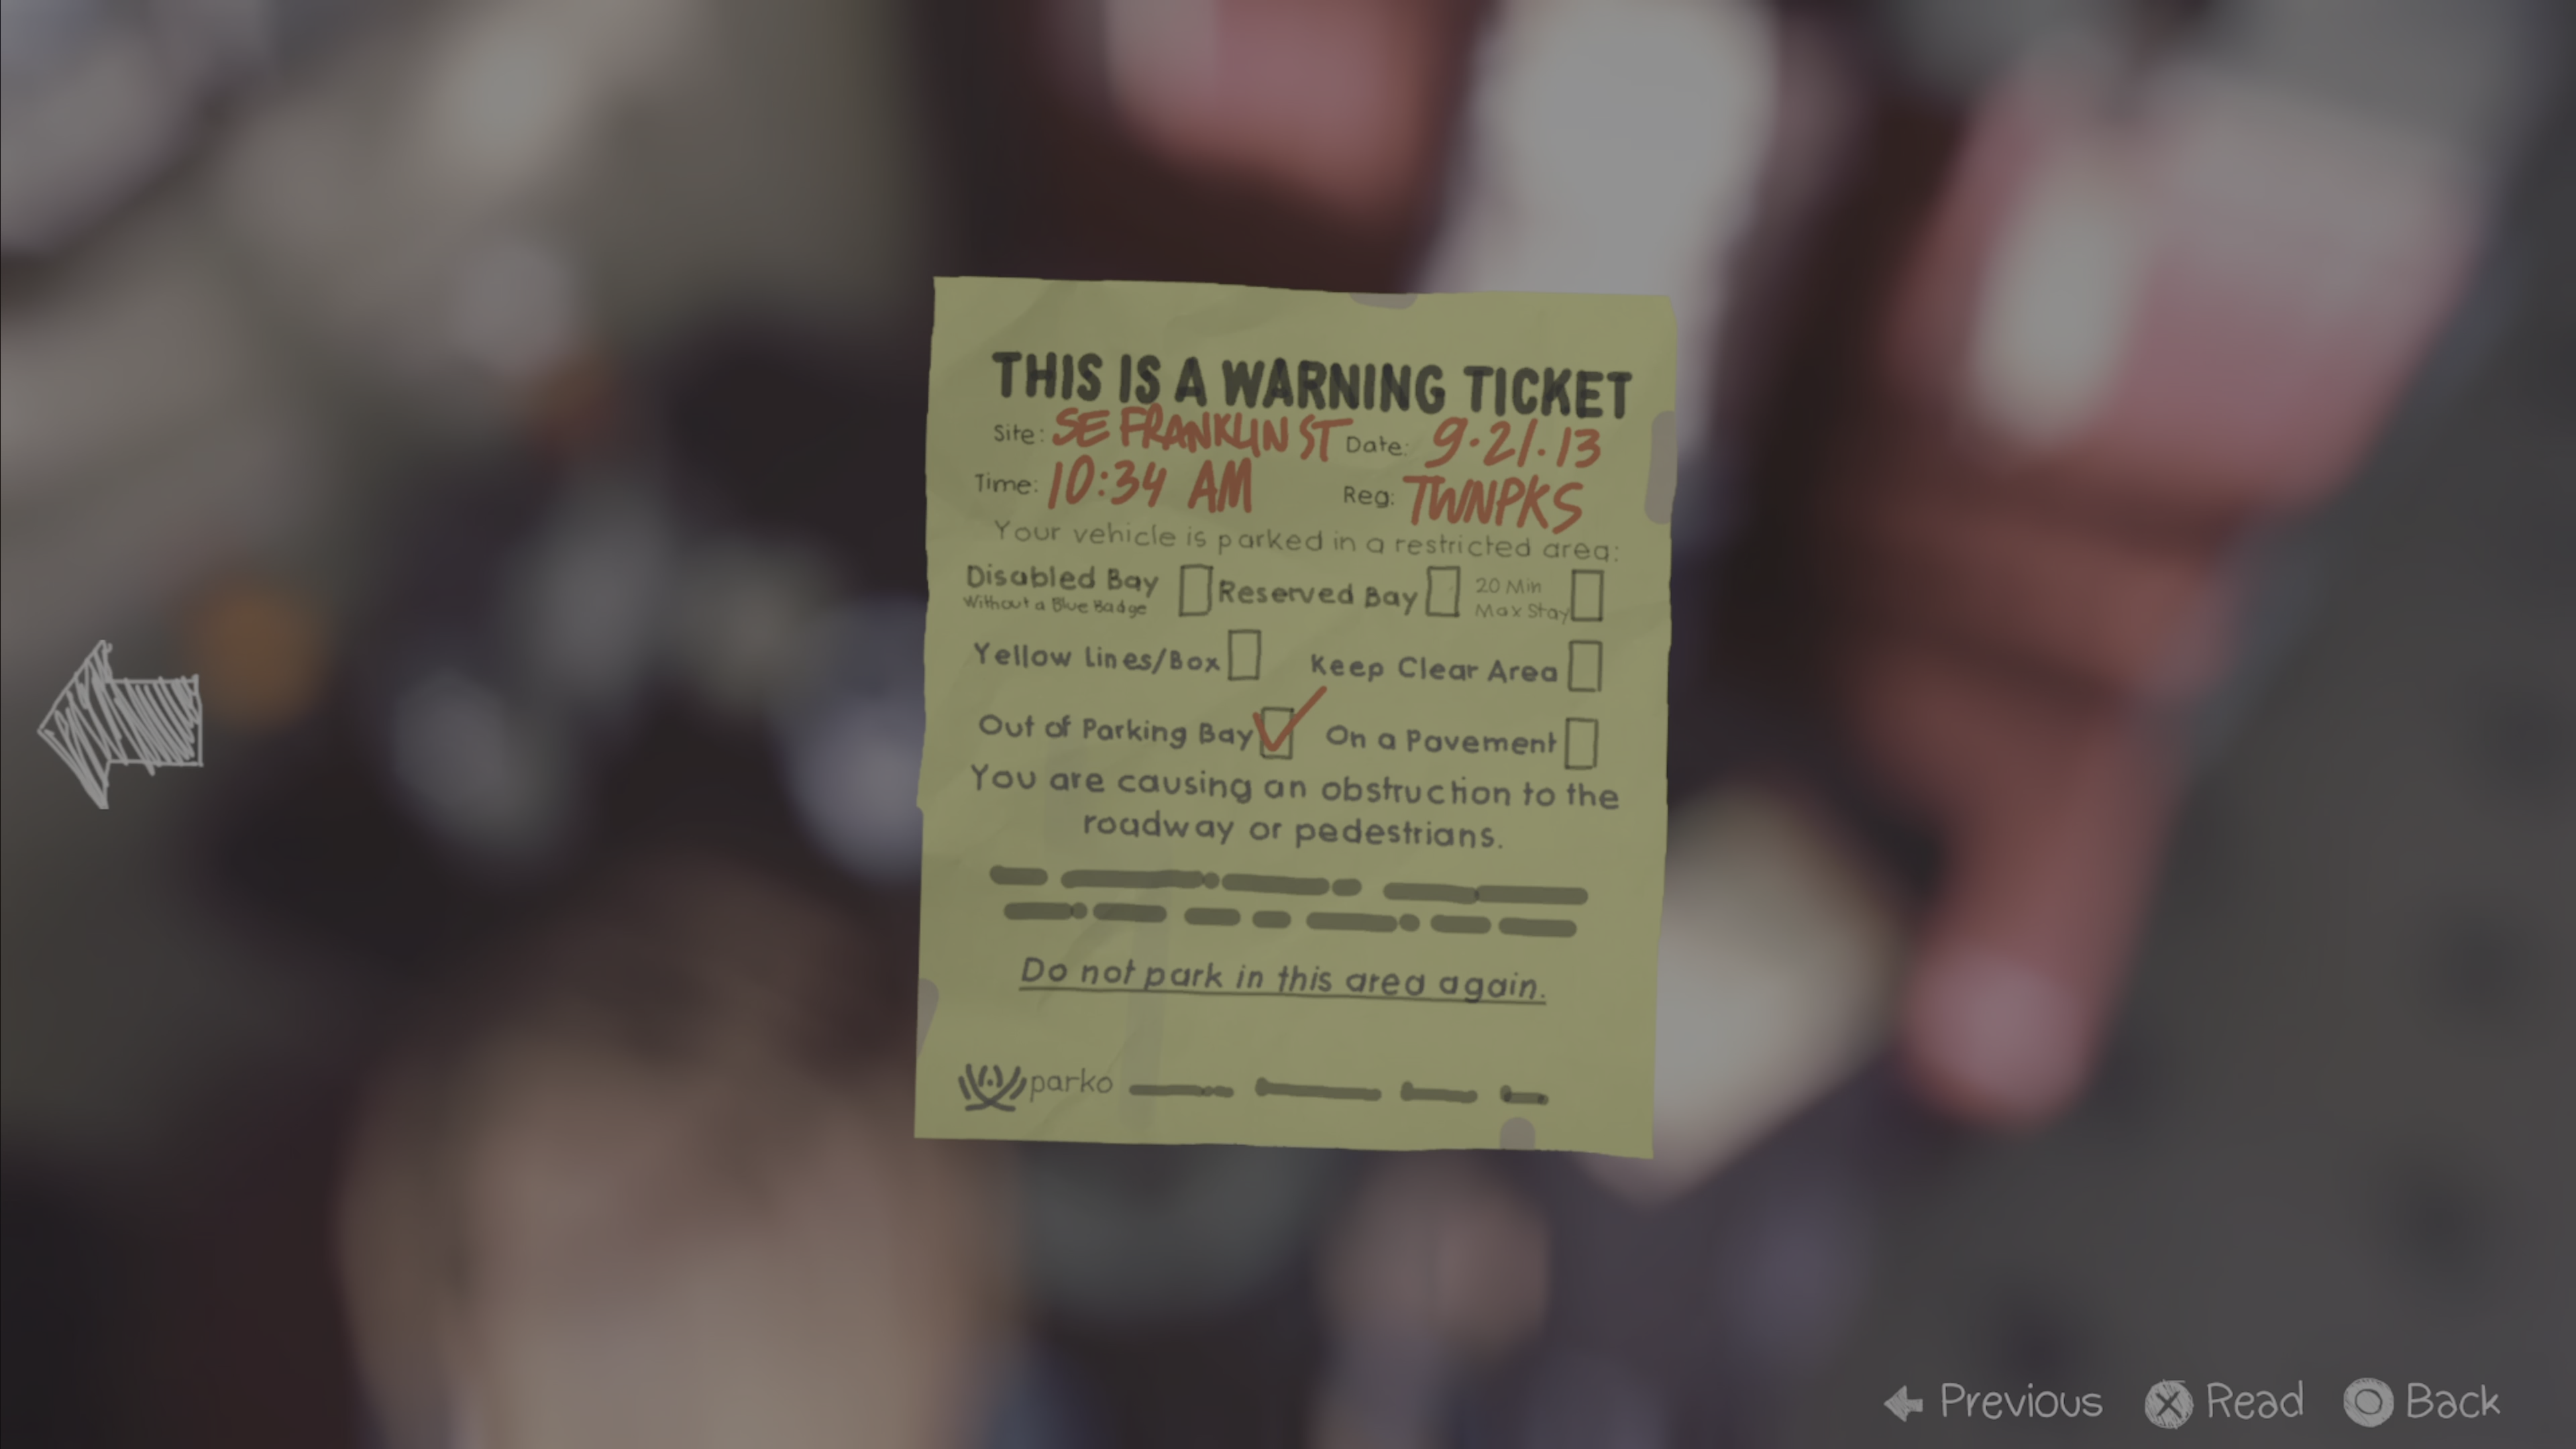 THIS IS A WARNING TICKET
Site: SE FRANKLIN ST Date: 9.21.13
Time: 10:34 AM Reg: TWNPKS
Your vehicle is parked in a restricted area:
Disabled Bay Reserved Bay 20 Min
Without a Blue Badge Max Stay
Yellow Lines/Box Keep Clear Area
Out of Parking Bay On a Pavement
You are causing an obstruction to the
roadway or pedestrians.
Do not park in this area again.
parko
Previous Read Back